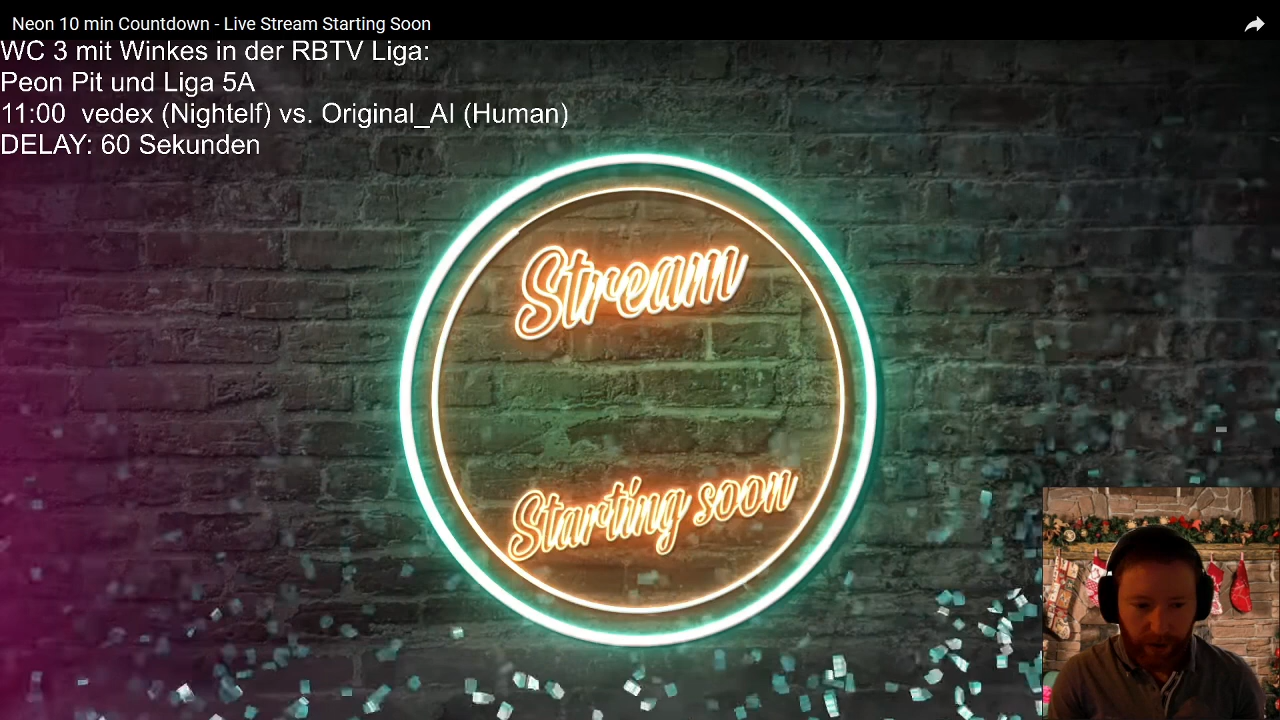 Neon 10 min Countdown - Live Stream Starting Soon
WC 3 mit Winkes in der RBTV Liga:
Peon Pit und Liga 5A
11:00  vedex (Nightelf) vs. Original_AI (Human)
DELAY: 60 Sekunden
Stream
Starting soon